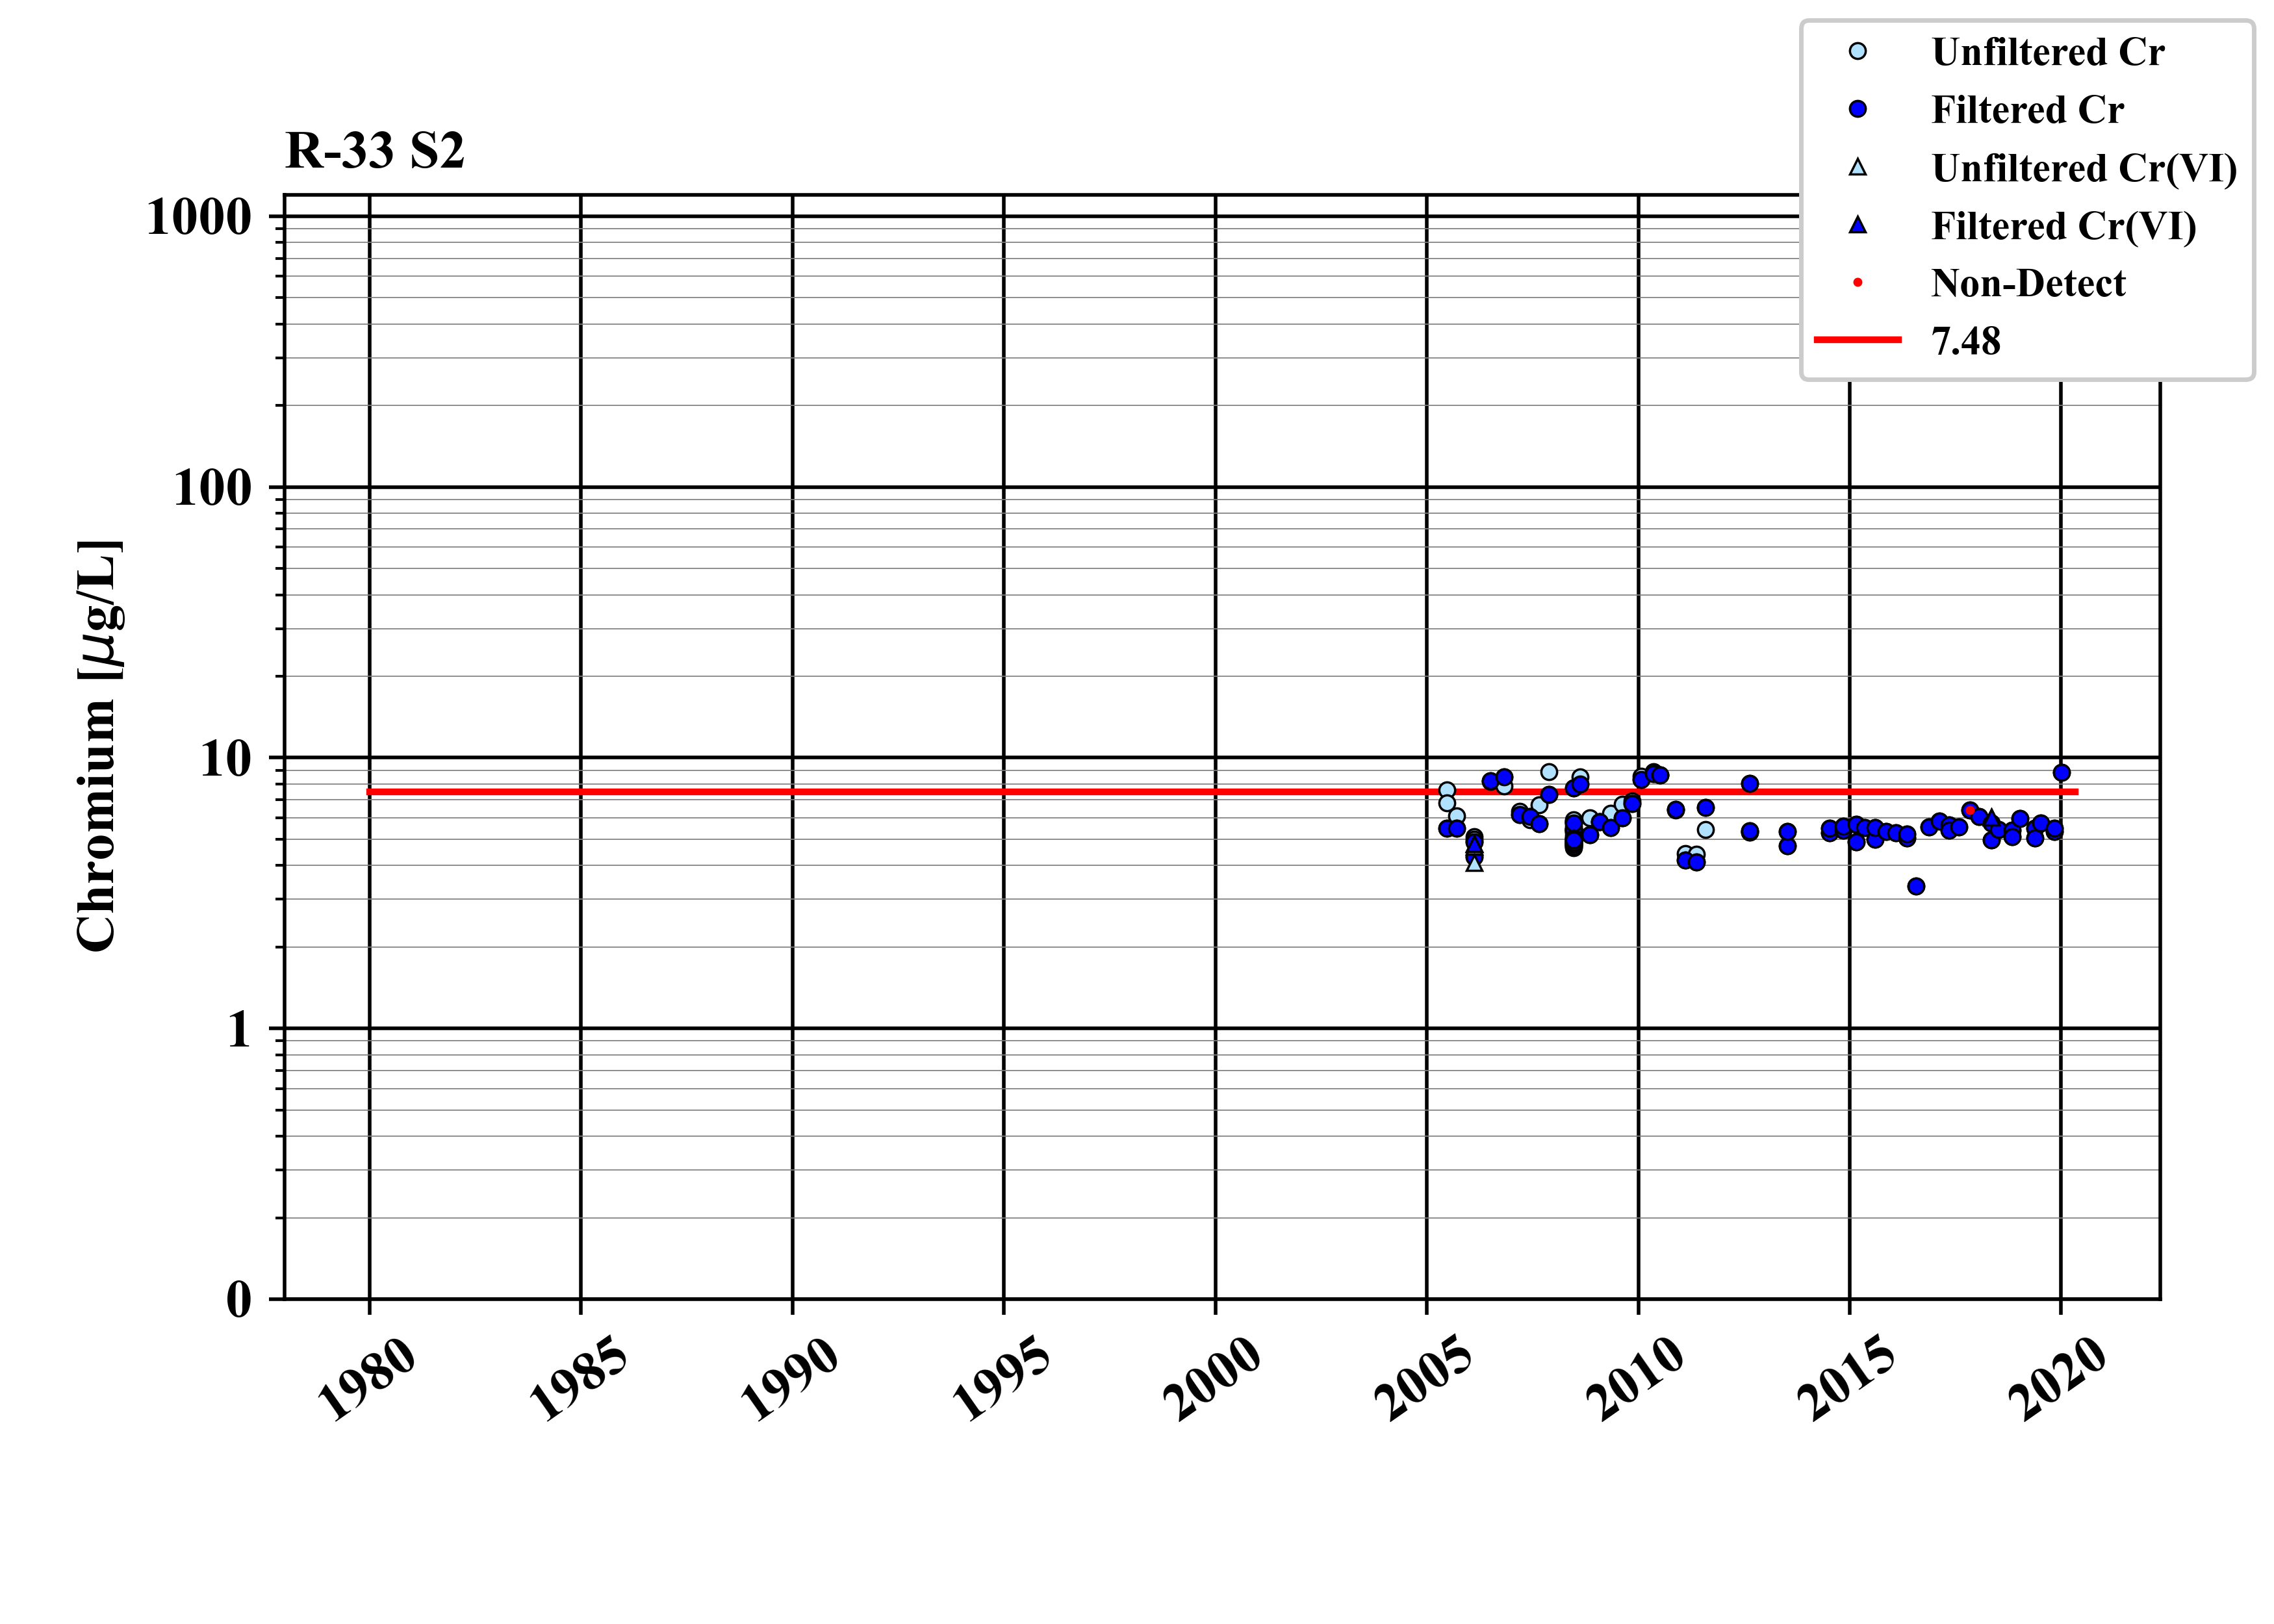 Unfiltered Cr
Filtered Cr
Unfiltered Cr(VI)
Filtered Cr(VI)
Non-Detect
7.48
R-33 S2
1000
100
10
1
0
Chromium [μg/L]
1980
1985
1990
1995
2000
2005
2010
2015
2020